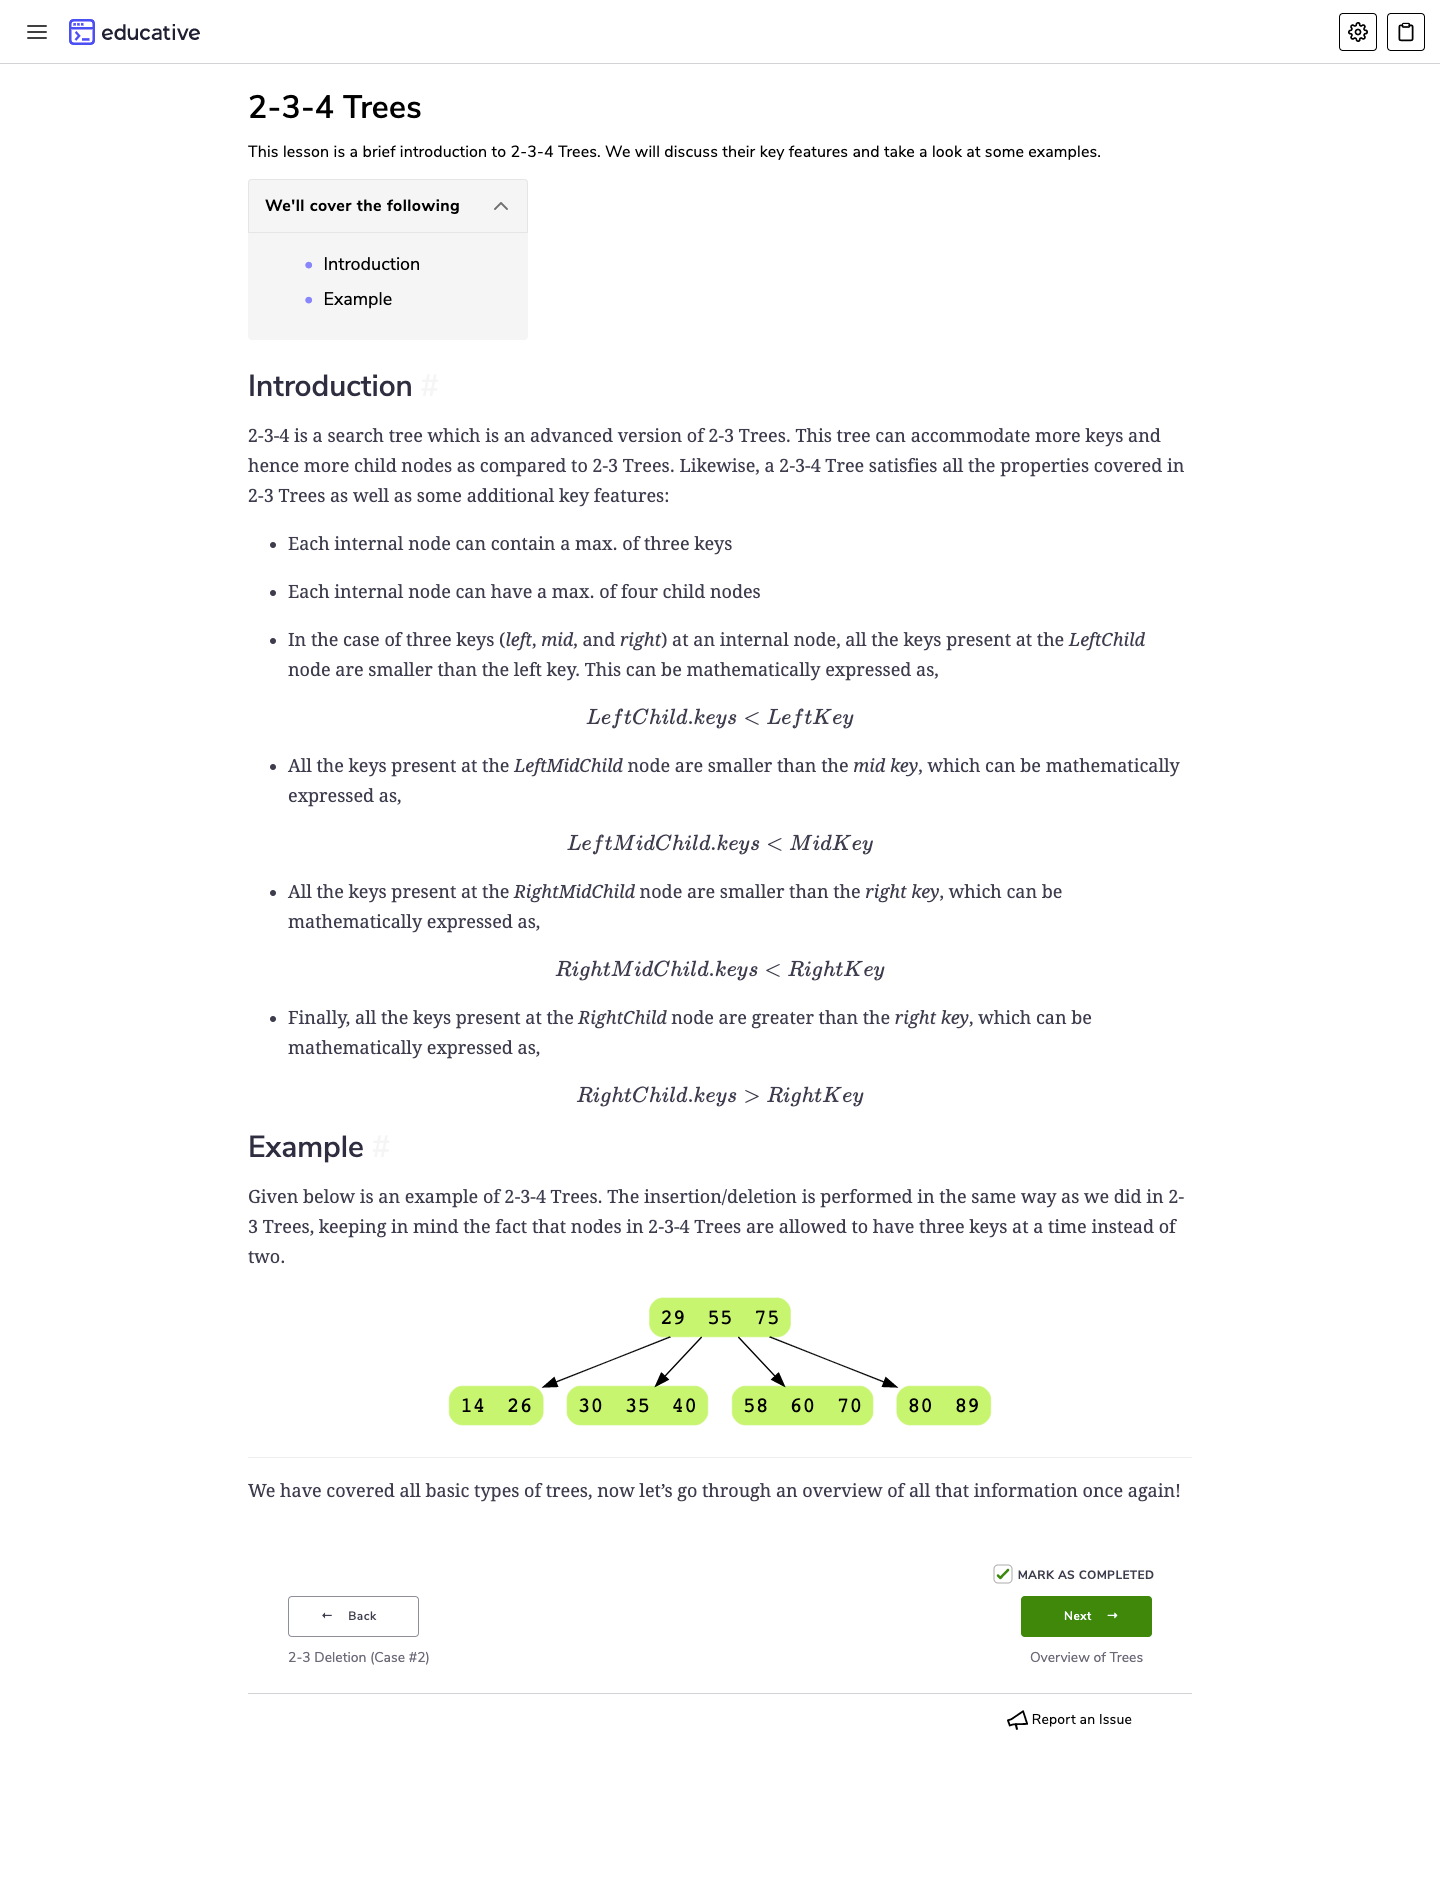 educative
2-3-4 Trees
This lesson is a brief introduction to 2-3-4 Trees. We will discuss their key features and take a look at some examples.
We'll cover the following
Introduction
Example
Introduction #
2-3-4 is a search tree which is an advanced version of 2-3 Trees. This tree can accommodate more keys and
hence more child nodes as compared to 2-3 Trees. Likewise, a 2-3-4 Tree satisfies all the properties covered in
2-3 Trees as well as some additional key features:
• Each internal node can contain a max. of three keys
• Each internal node can have a max. of four child nodes
• In the case of three keys (left, mid, and right) at an internal node, all the keys present at the LeftChild
node are smaller than the left key. This can be mathematically expressed as,
LeftChild.keys < LeftKey
• All the keys present at the LeftMidChild node are smaller than the mid key, which can be mathematically
expressed as,
LeftMidChild.keys < MidKey
• All the keys present at the RightMidChild node are smaller than the right key, which can be
mathematically expressed as,
RightMidChild.keys < RightKey
• Finally, all the keys present at the RightChild node are greater than the right key, which can be
mathematically expressed as,
RightChild.keys > RightKey
Example #
Given below is an example of 2-3-4 Trees. The insertion/deletion is performed in the same way as we did in 2-
3 Trees, keeping in mind the fact that nodes in 2-3-4 Trees are allowed to have three keys at a time instead of
two.
29 55 75
14 26 30 35 40 58 60 70 80 89
We have covered all basic types of trees, now let’s go through an overview of all that information once again!
MARK AS COMPLETED
← Back
Next →
2-3 Deletion (Case #2)
Overview of Trees
Report an Issue